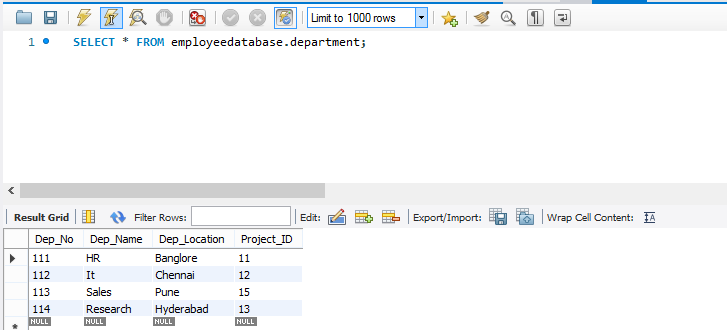 Limit to 1000 rows
1 SELECT * FROM employeedatabase.department;
Result Grid Filter Rows: Edit: Export/Import: Wrap Cell Content: IA
Dep_No Dep_Name Dep_Location Project_ID
111 HR Banglore 11
112 It Chennai 12
113 Sales Pune 15
114 Research Hyderabad 13
NULL NULL NULL NULL